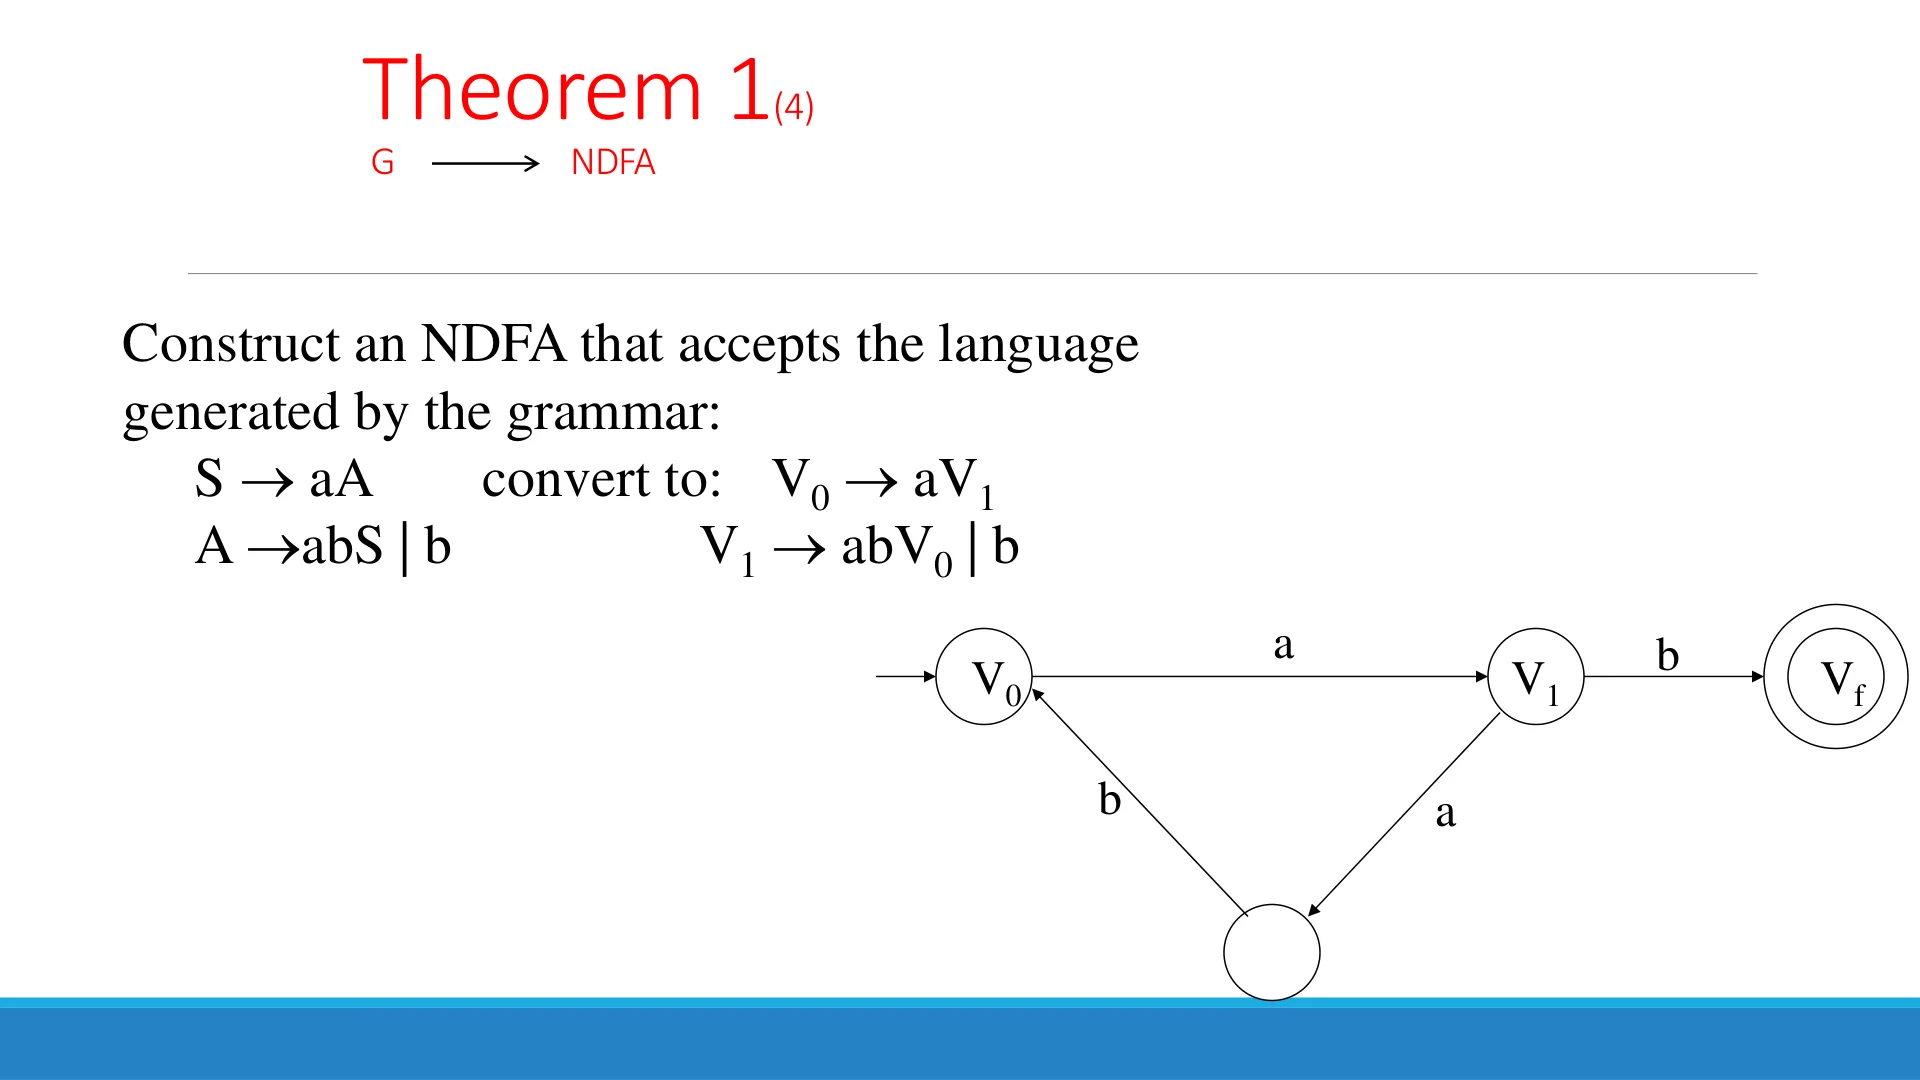 Theorem 1(4)
G → NDFA
Construct an NDFA that accepts the language
generated by the grammar:
S → aA convert to: V₀ → aV₁
A →abS | b V₁ → abV₀ | b
a
b
V₀ V₁ V_f
b
a